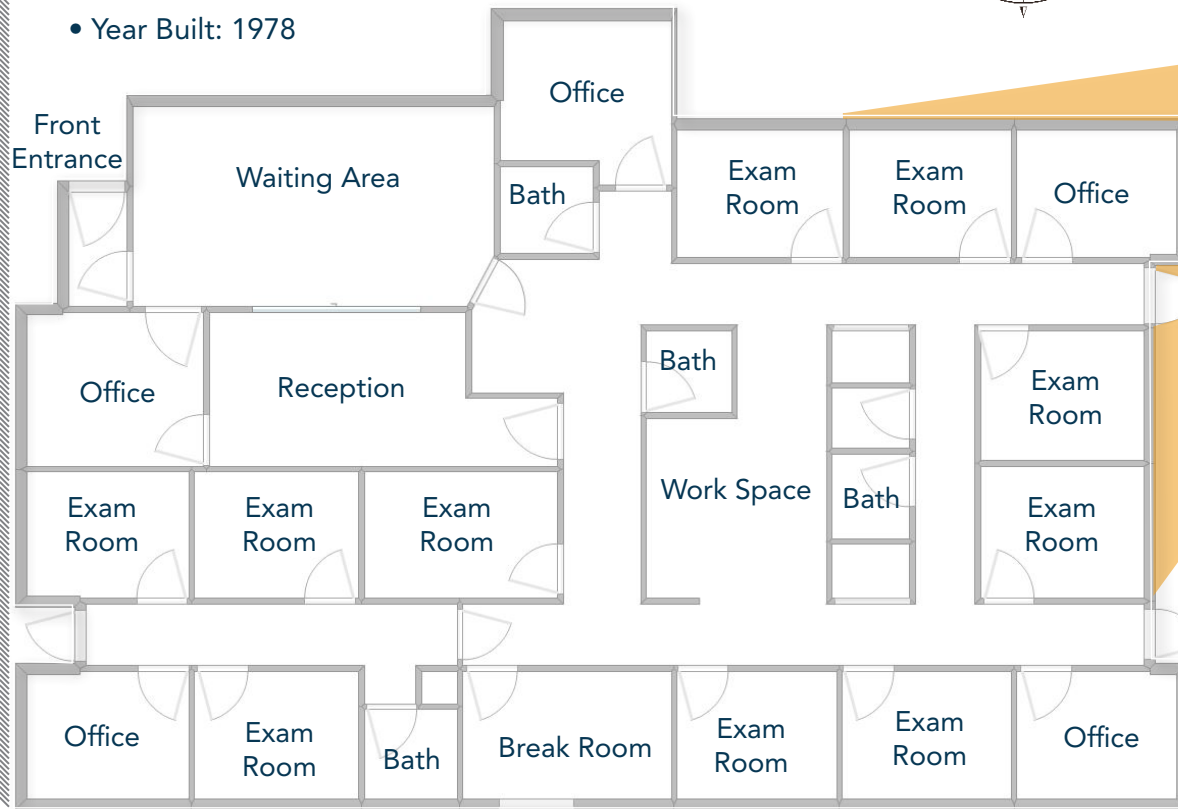 • Year Built: 1978
Office
Front
Entrance
Waiting Area
Bath
Exam
Room
Exam
Room
Office
Office
Reception
Bath
Exam
Room
Exam
Room
Exam
Room
Exam
Room
Work Space
Bath
Exam
Room
Office
Exam
Room
Bath
Break Room
Exam
Room
Exam
Room
Office